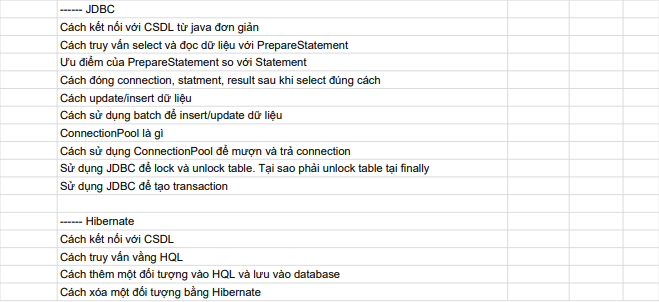 ------ JDBC
Cách kết nối với CSDL từ java đơn giản
Cách truy vấn select và đọc dữ liệu với PrepareStatement
Ưu điểm của PrepareStatement so với Statement
Cách đóng connection, statment, result sau khi select đúng cách
Cách update/insert dữ liệu
Cách sử dụng batch để insert/update dữ liệu
ConnectionPool là gì
Cách sử dụng ConnectionPool để mượn và trả connection
Sử dụng JDBC để lock và unlock table. Tại sao phải unlock table tại finally
Sử dụng JDBC để tạo transaction
------ Hibernate
Cách kết nối với CSDL
Cách truy vấn vằng HQL
Cách thêm một đối tượng vào HQL và lưu vào database
Cách xóa một đối tượng bằng Hibernate